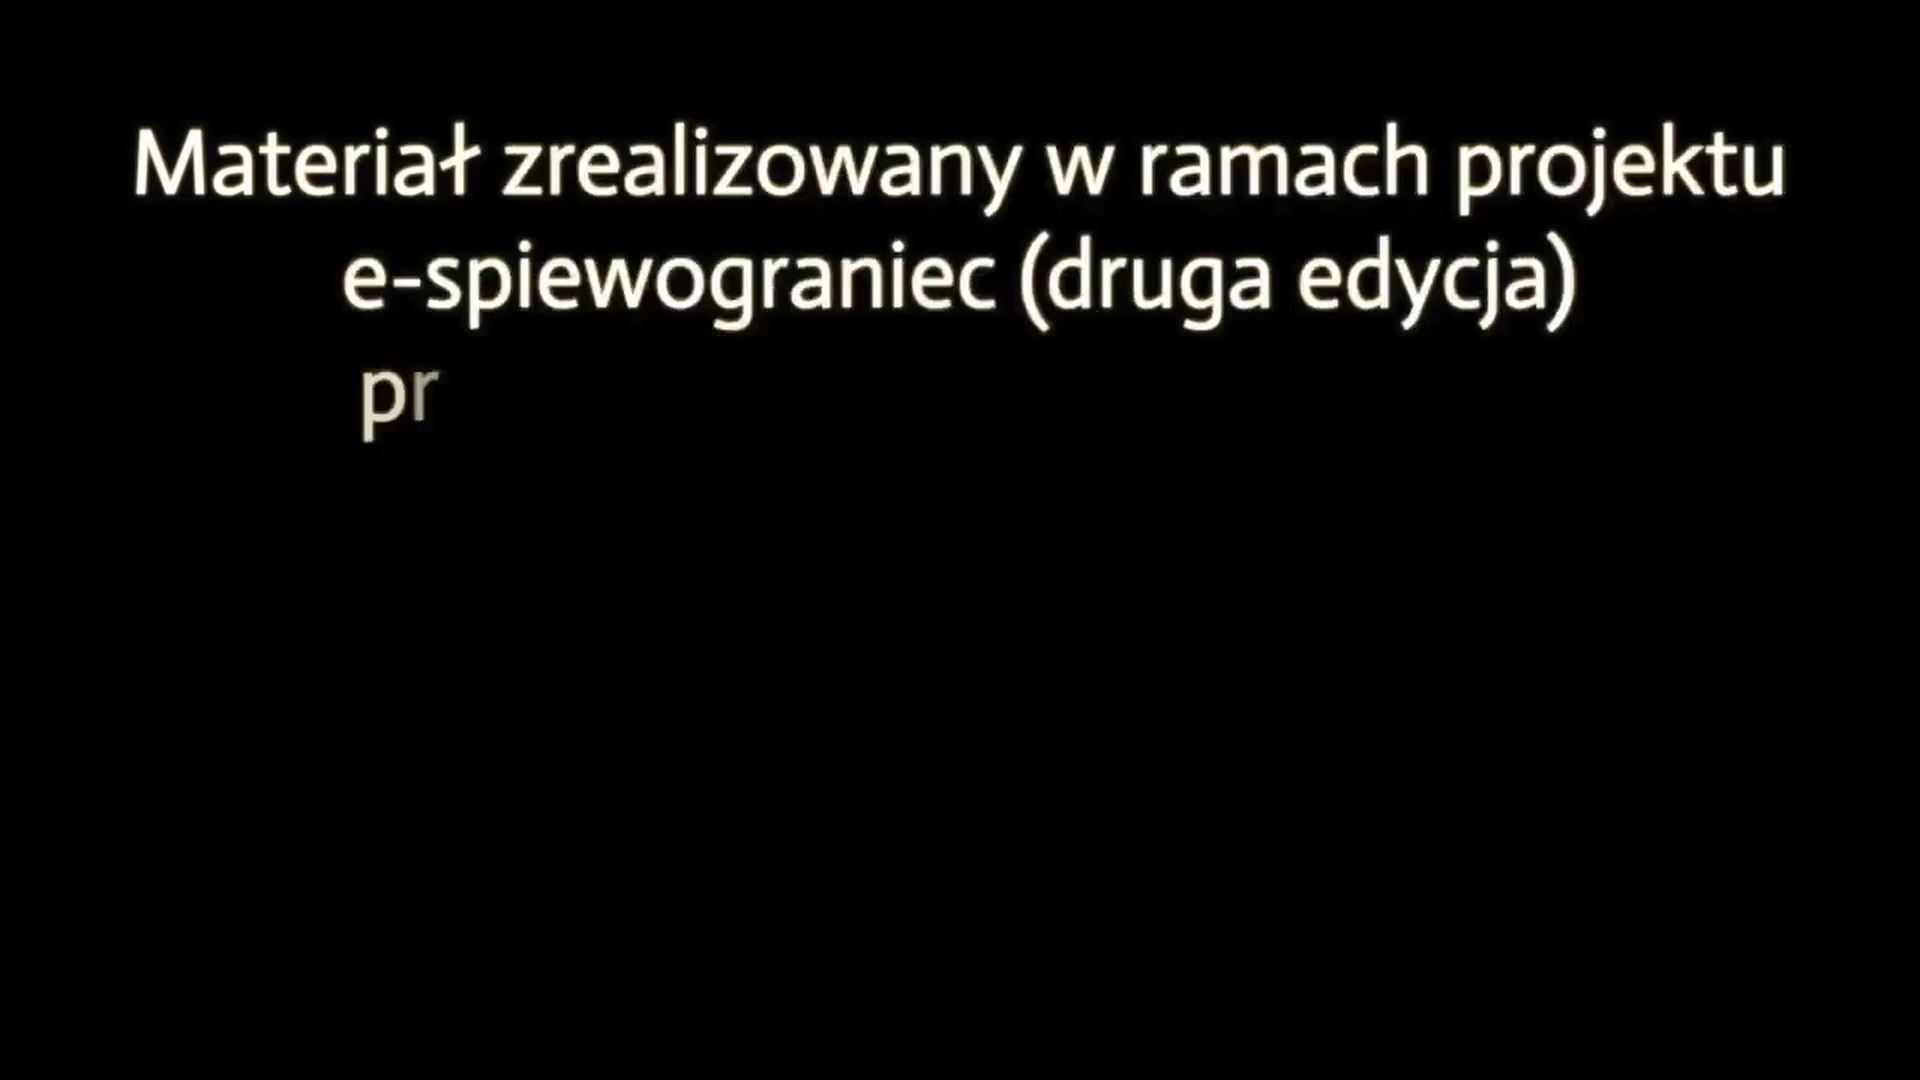 Materiał zrealizowany w ramach projektu
e-spiewograniec (druga edycja)
pr